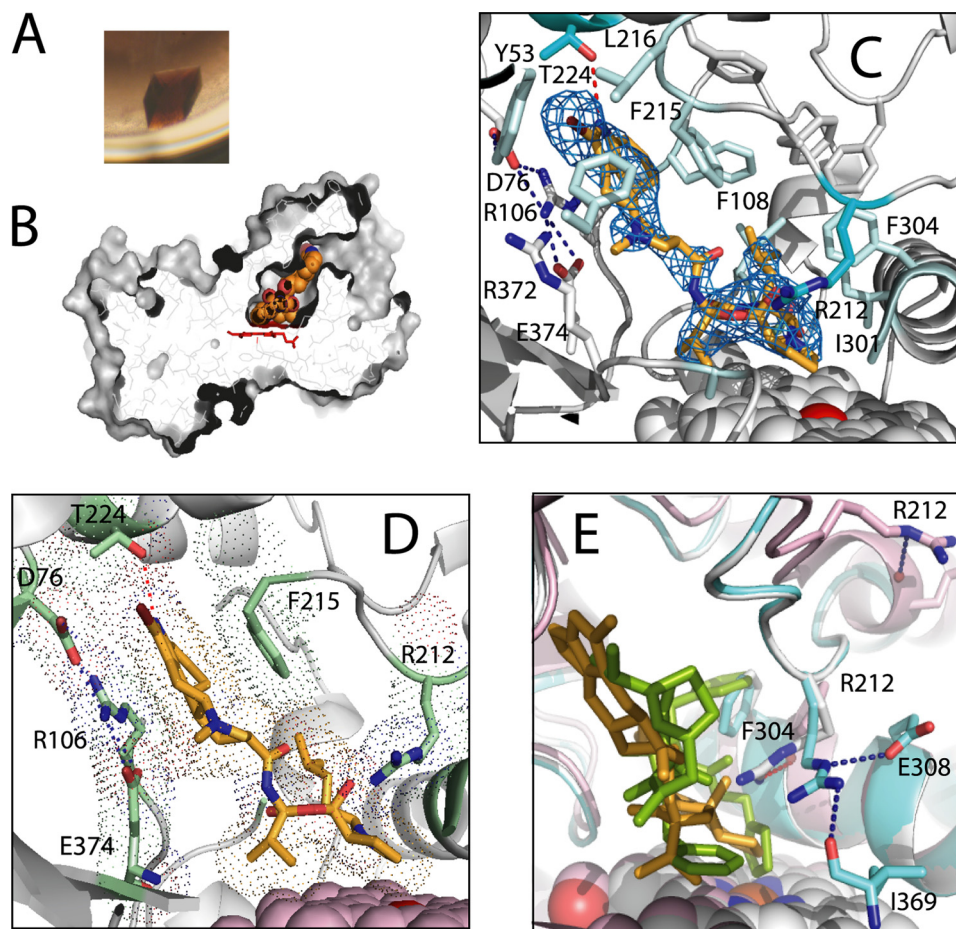 A
B
C
Y53
L216
T224
F215
D76
R106
F108
F304
R372
R212
E374
I301
D
T224
D76
F215
R212
R106
E374
E
R212
R212
F304
E308
I369